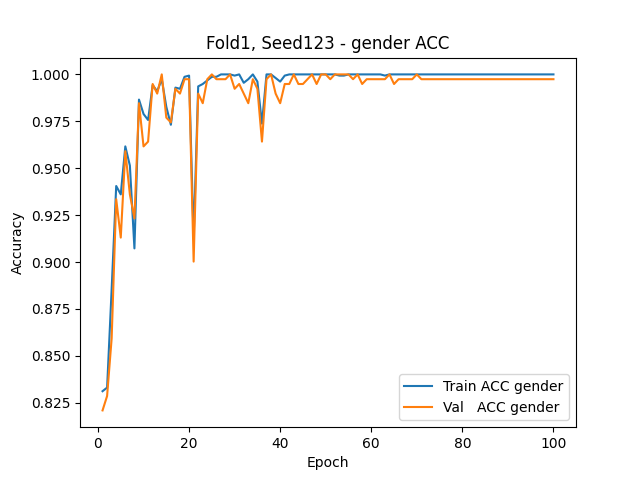 Fold1, Seed123 - gender ACC
1.000
0.975
0.950
0.925
0.900
0.875
0.850
0.825
Accuracy
0 20 40 60 80 100
Epoch
Train ACC gender
Val   ACC gender